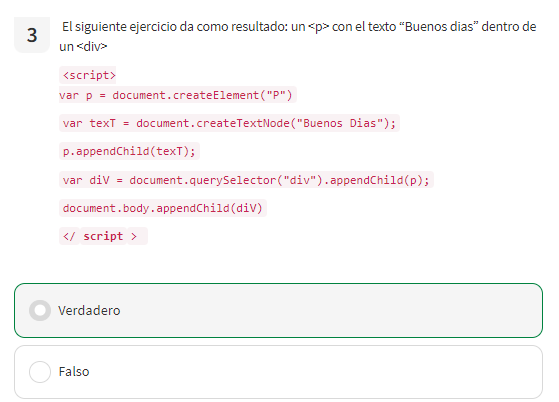 3
El siguiente ejercicio da como resultado: un <p> con el texto “Buenos dias” dentro de
un <div>
<script>
var p = document.createElement("P")
var texT = document.createTextNode("Buenos Dias");
p.appendChild(texT);
var diV = document.querySelector("div").appendChild(p);
document.body.appendChild(diV)
</ script >
Verdadero
Falso